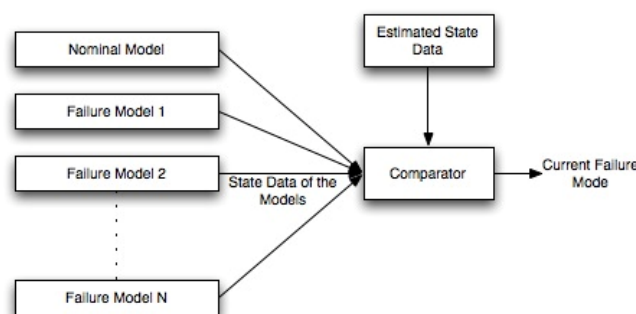 Nominal Model
Failure Model 1
Failure Model 2
State Data of the
Models
Failure Model N
Estimated State
Data
Comparator
Current Failure
Mode